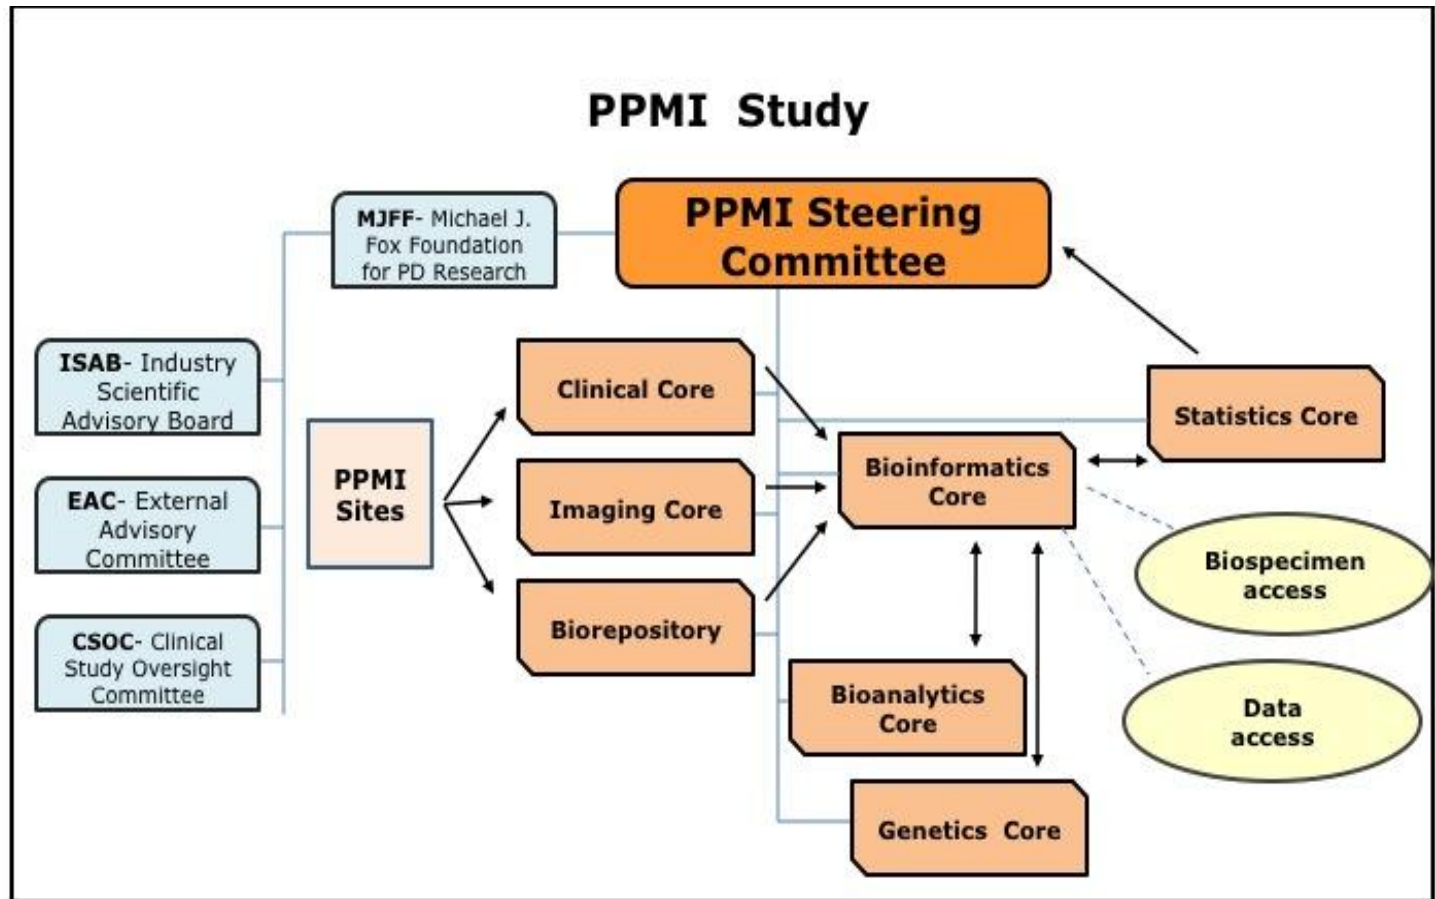 PPMI Study
MJFF- Michael J.
Fox Foundation
for PD Research
PPMI Steering
Committee
ISAB- Industry
Scientific
Advisory Board
EAC- External
Advisory
Committee
CSOC- Clinical
Study Oversight
Committee
PPMI
Sites
Clinical Core
Imaging Core
Biorepository
Bioinformatics
Core
Statistics Core
Biospecimen
access
Data
access
Bioanalytics
Core
Genetics Core